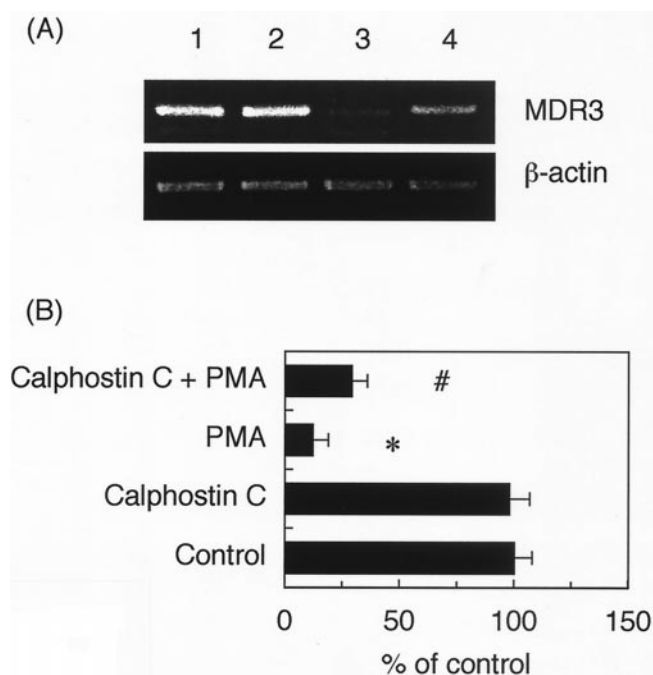 (A)
1 2 3 4
MDR3
β-actin
(B)
Calphostin C + PMA
#
PMA
*
Calphostin C
Control
0 50 100 150
% of control